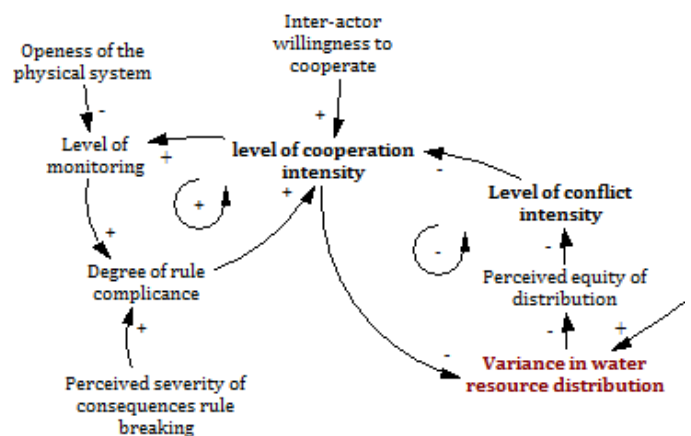 Openess of the
physical system
-
Level of
monitoring
+
+
Degree of rule
complicance
+
Perceived severity of
consequences rule
breaking
Inter-actor
willingness to
cooperate
+
level of cooperation
intensity
+
+
-
Level of conflict
intensity
-
-
Perceived equity of
distribution
-
+
-
Variance in water
resource distribution